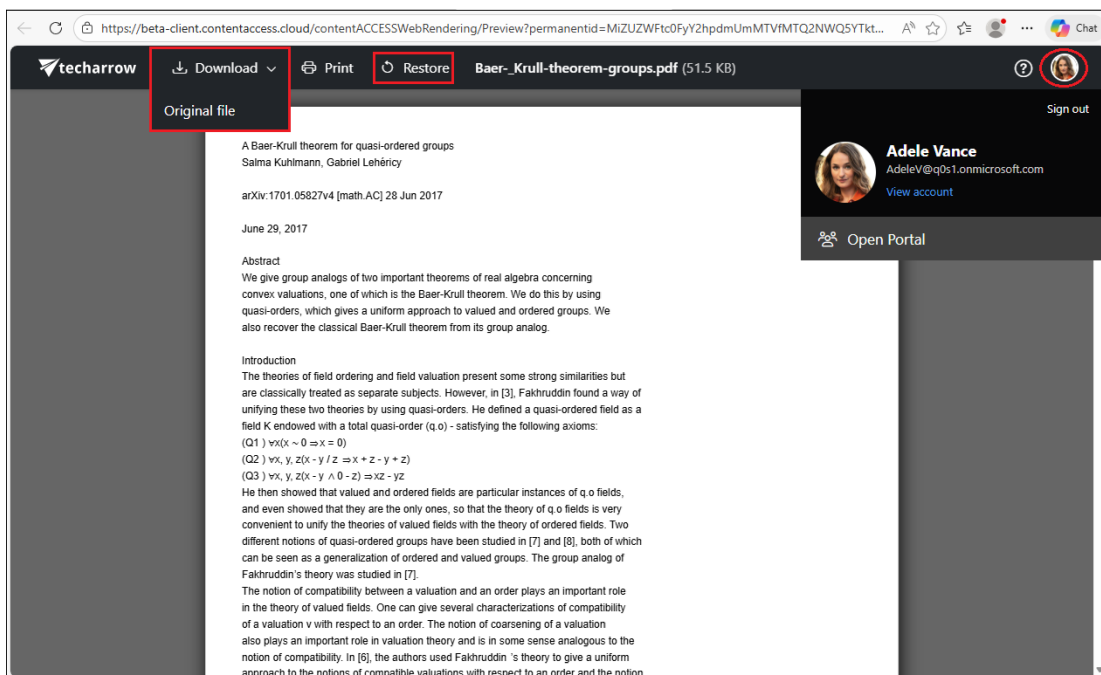 https://beta-client.contentaccess.cloud/contentACCESSWebRendering/Preview?permanentid=MiZUZWFtc0FyY2hpdmUmMTVfMTQ2NWQ5YTkt...
Chat
techarrow Download Print Restore Baer-_Krull-theorem-groups.pdf (51.5 KB)
Original file
Sign out
Adele Vance
AdeleV@q0s1.onmicrosoft.com
View account
Open Portal
A Baer-Krull theorem for quasi-ordered groups
Salma Kuhlmann, Gabriel Lehéricy
arXiv:1701.05827v4 [math.AC] 28 Jun 2017
June 29, 2017
Abstract
We give group analogs of two important theorems of real algebra concerning
convex valuations, one of which is the Baer-Krull theorem. We do this by using
quasi-orders, which gives a uniform approach to valued and ordered groups. We
also recover the classical Baer-Krull theorem from its group analog.
Introduction
The theories of field ordering and field valuation present some strong similarities but
are classically treated as separate subjects. However, in [3], Fakhruddin found a way of
unifying these two theories by using quasi-orders. He defined a quasi-ordered field as a
field K endowed with a total quasi-order (q.o) - satisfying the following axioms:
(Q1 ) ∀x(x ~ 0 ⇒x = 0)
(Q2 ) ∀x, y, z(x - y / z ⇒x + z - y + z)
(Q3 ) ∀x, y, z(x - y ∧ 0 - z) ⇒xz - yz
He then showed that valued and ordered fields are particular instances of q.o fields,
and even showed that they are the only ones, so that the theory of q.o fields is very
convenient to unify the theories of valued fields with the theory of ordered fields. Two
different notions of quasi-ordered groups have been studied in [7] and [8], both of which
can be seen as a generalization of ordered and valued groups. The group analog of
Fakhruddin's theory was studied in [7].
The notion of compatibility between a valuation and an order plays an important role
in the theory of valued fields. One can give several characterizations of compatibility
of a valuation v with respect to an order. The notion of coarsening of a valuation
also plays an important role in valuation theory and is in some sense analogous to the
notion of compatibility. In [6], the authors used Fakhruddin 's theory to give a uniform
approach to the notions of compatible valuations with respect to an order and the notion